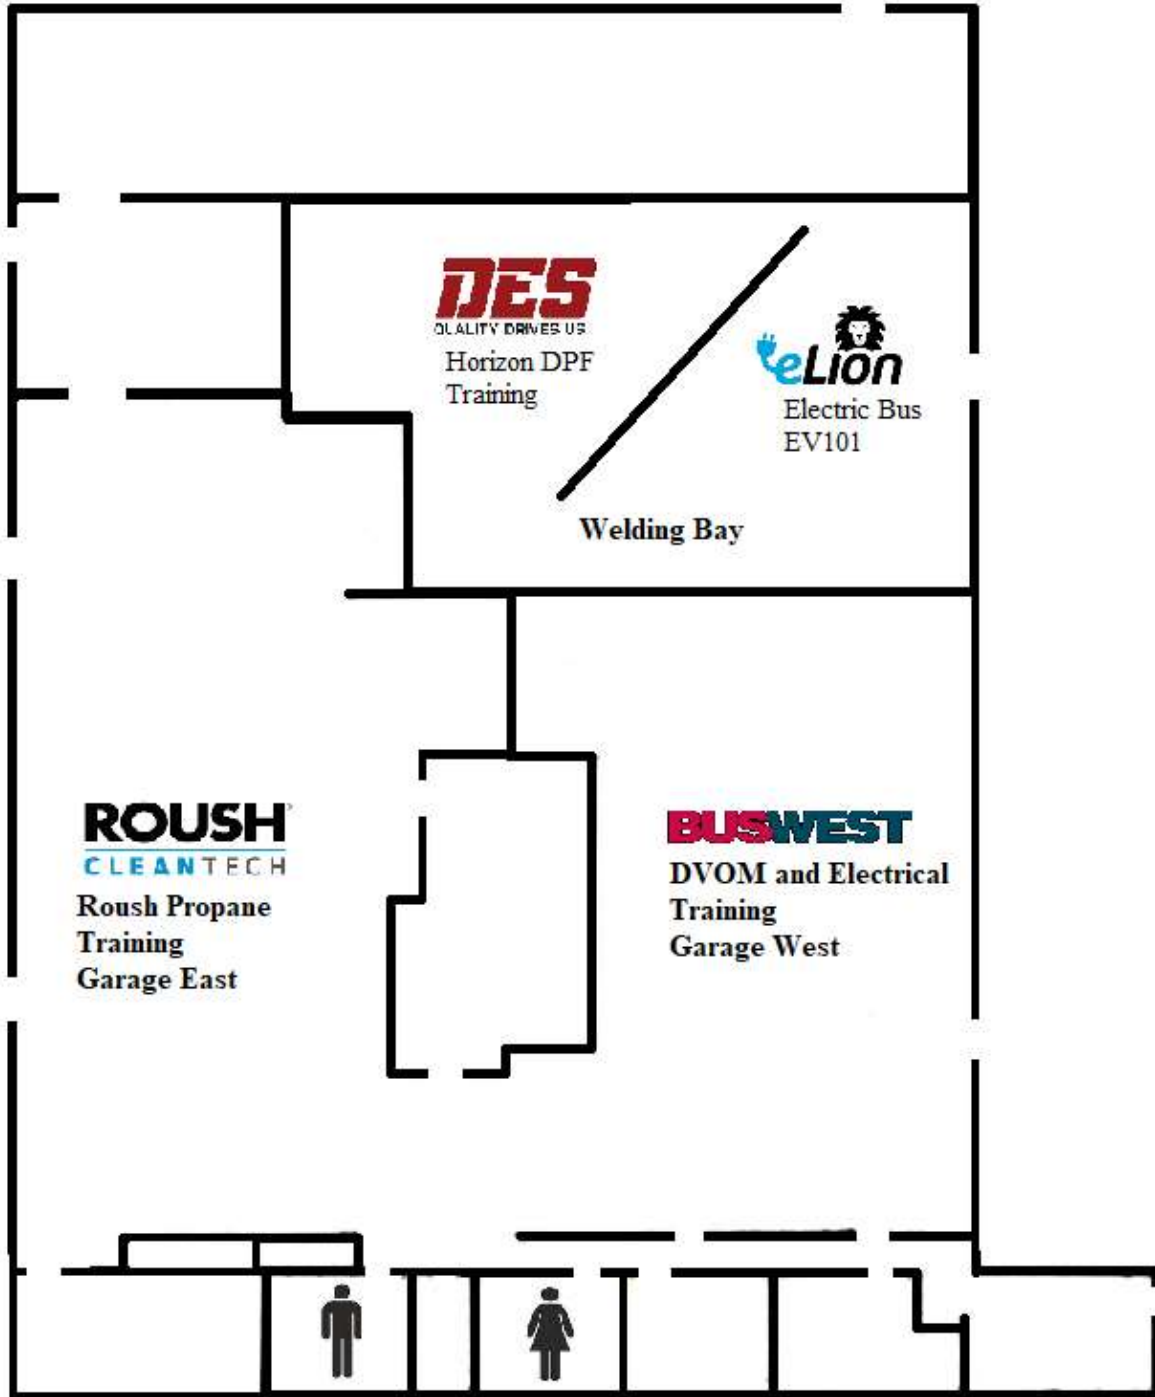 DES
QUALITY DRIVES US
Horizon DPF
Training
eLion
Electric Bus
EV101
Welding Bay
ROUSH
CLEANTECH
Roush Propane
Training
Garage East
BUSWEST
DVOM and Electrical
Training
Garage West